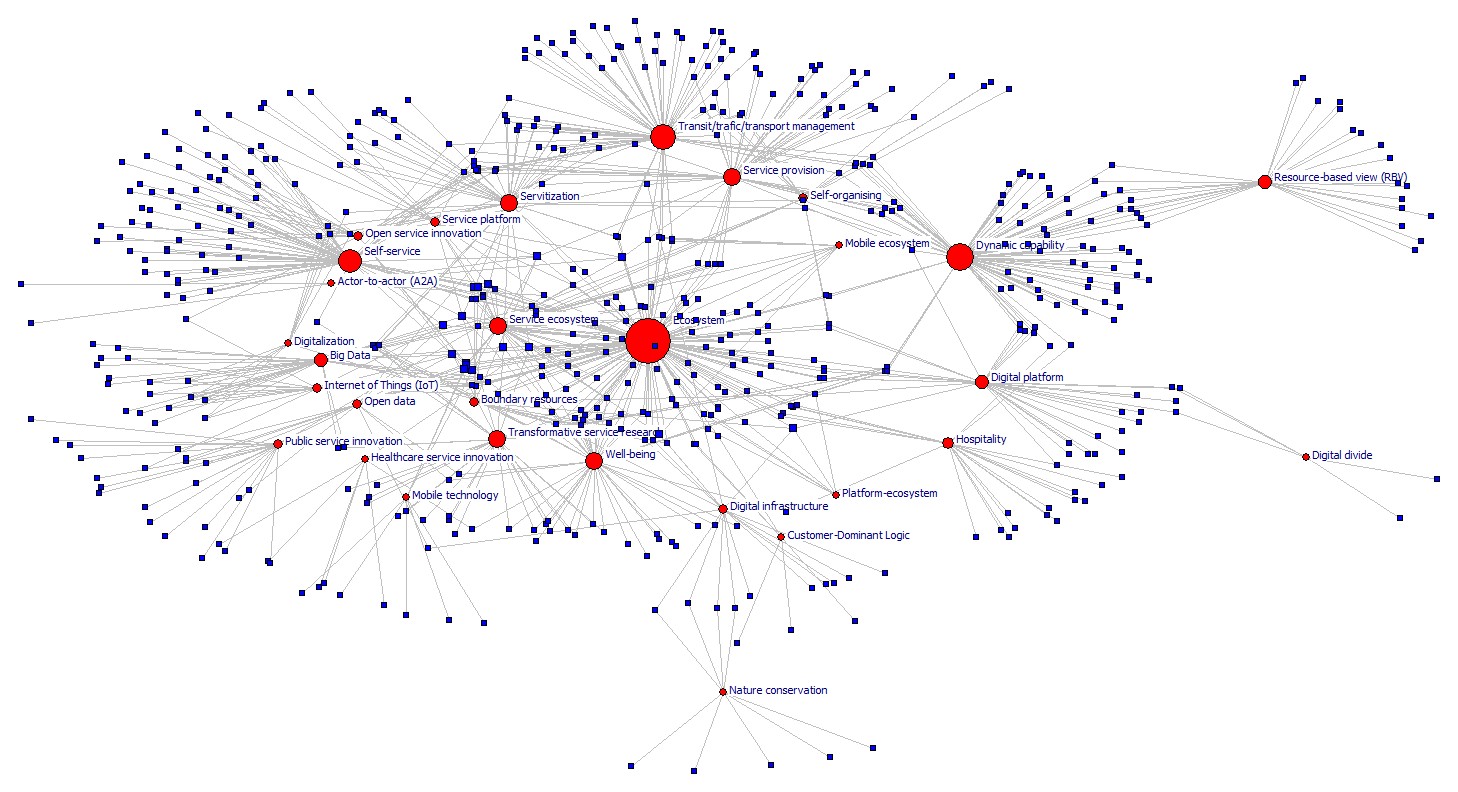 Transit/trafic/transport management
Service provision
Resource-based view (RBV)
Servitization
Self-organising
Service platform
Open service innovation
Mobile ecosystem
Dynamic capability
Self-service
Actor-to-actor (A2A)
Service ecosystem
Ecosystem
Digitalization
Big Data
Digital platform
Internet of Things (IoT)
Open data
Boundary resources
Transformative service research
Public service innovation
Hospitality
Well-being
Digital divide
Healthcare service innovation
Mobile technology
Platform-ecosystem
Digital infrastructure
Customer-Dominant Logic
Nature conservation